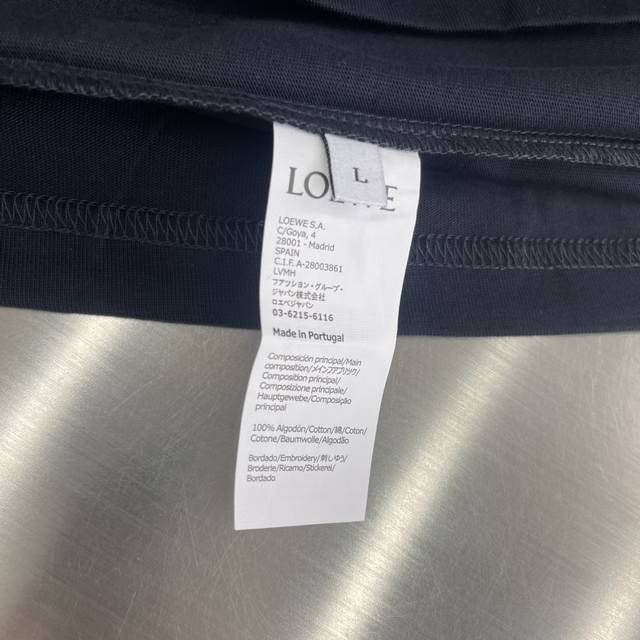 L
LOEWE
LOEWE S.A.
C/Goya, 4
28001 - Madrid
SPAIN
C.I.F. A-28003861
LVMH
ファッション・グループ・
ジャパン株式会社
ロエベジャパン
03-6215-6116
Made in Portugal
Composición principal/Main
composition/メインファブリック/
Composition principal/
Composizione principale/
Hauptgewebe/Composição
principal
100% Algodón/Cotton/綿/Coton/
Cotone/Baumwolle/Algodão
Bordado/Embroidery/刺しゅう/
Broderie/Ricamo/Stickerei/
Bordado